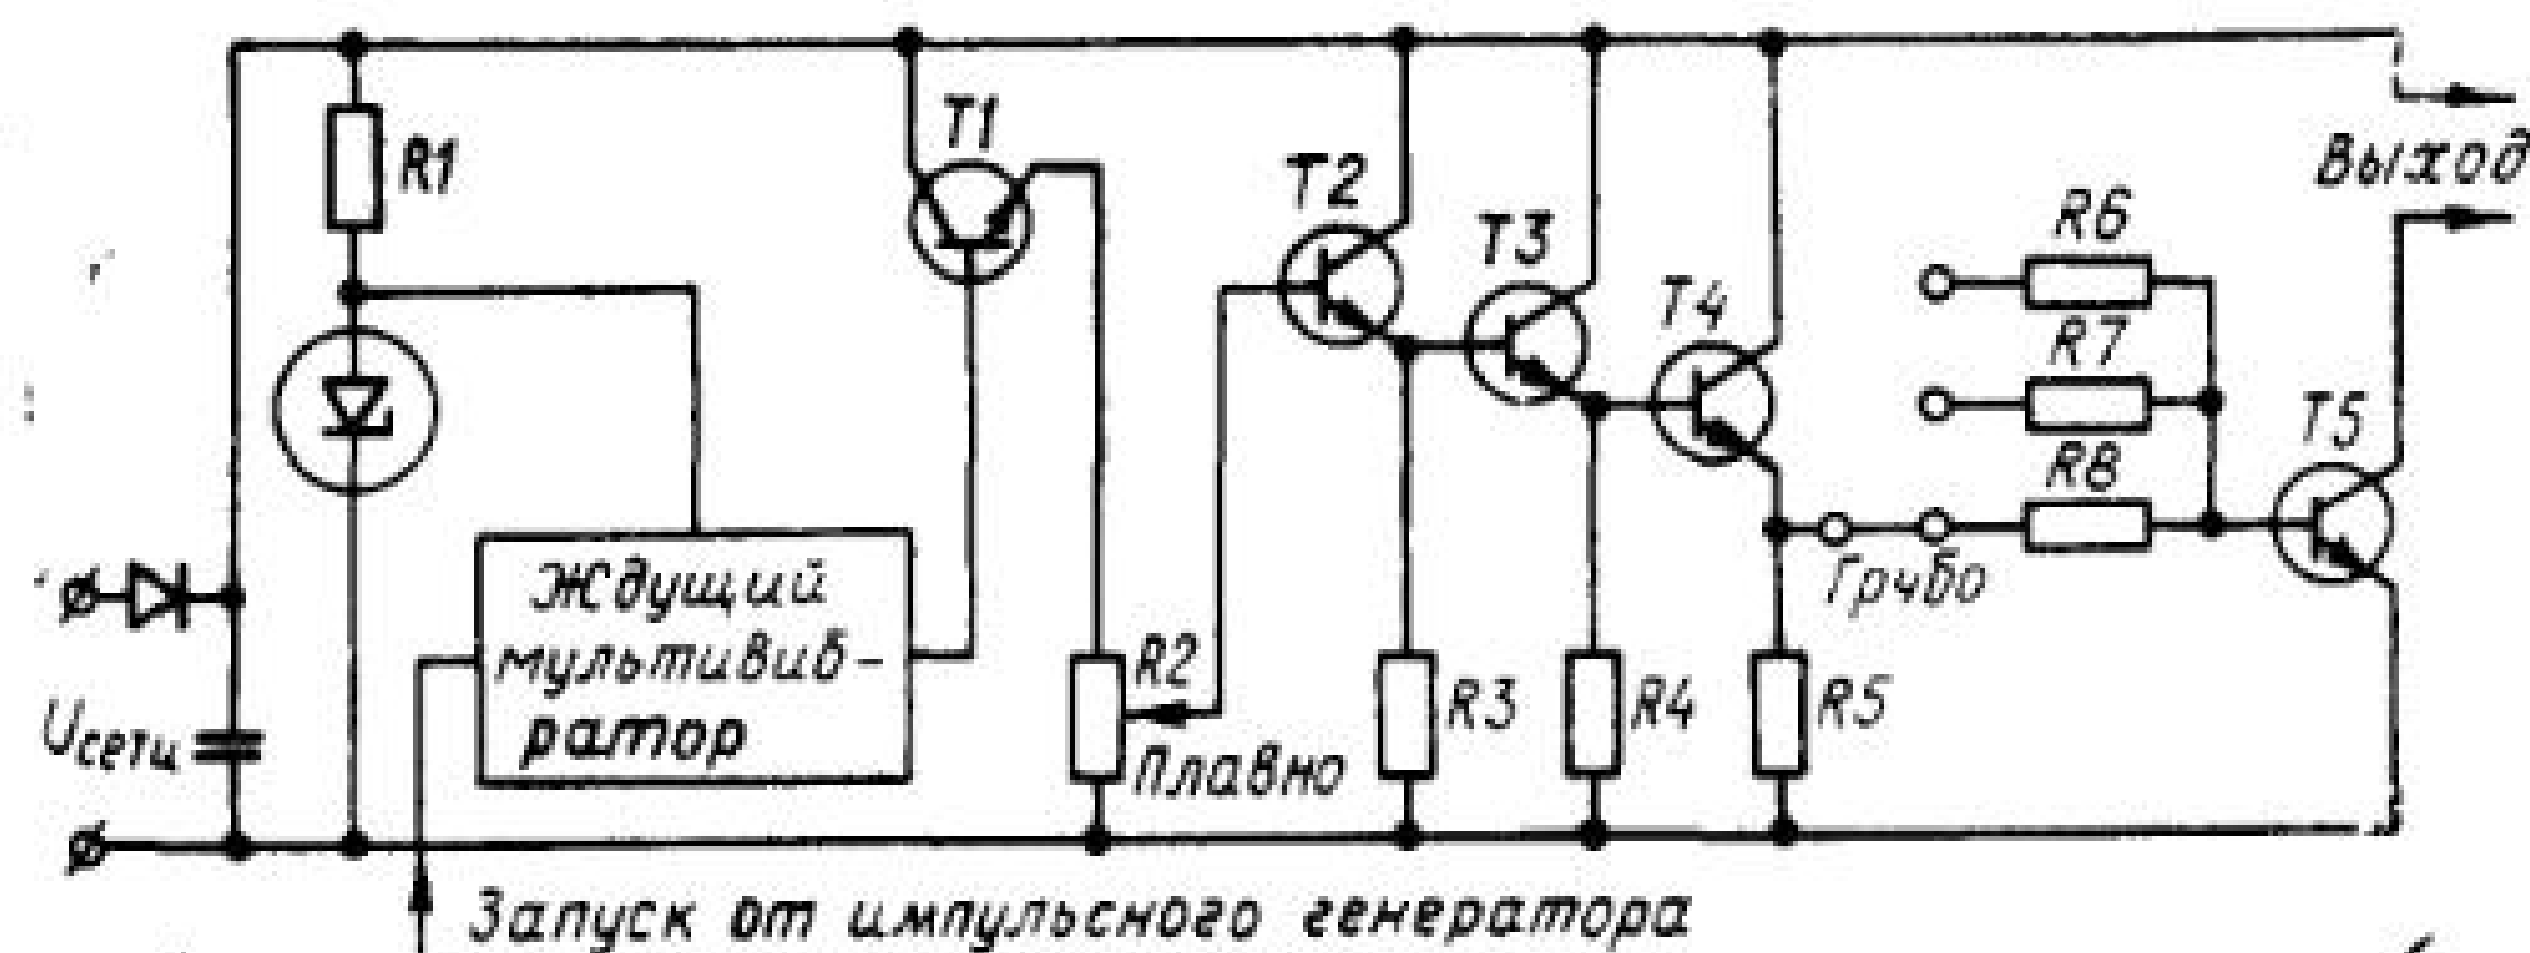 R1
T1
T2
T3
T4
R6
R7
R8
T5
Выход
Ждущий
мультивиб-
ратор
Uсети
R2
Плавно
R3
R4
R5
Грубо
Запуск от импульсного генератора